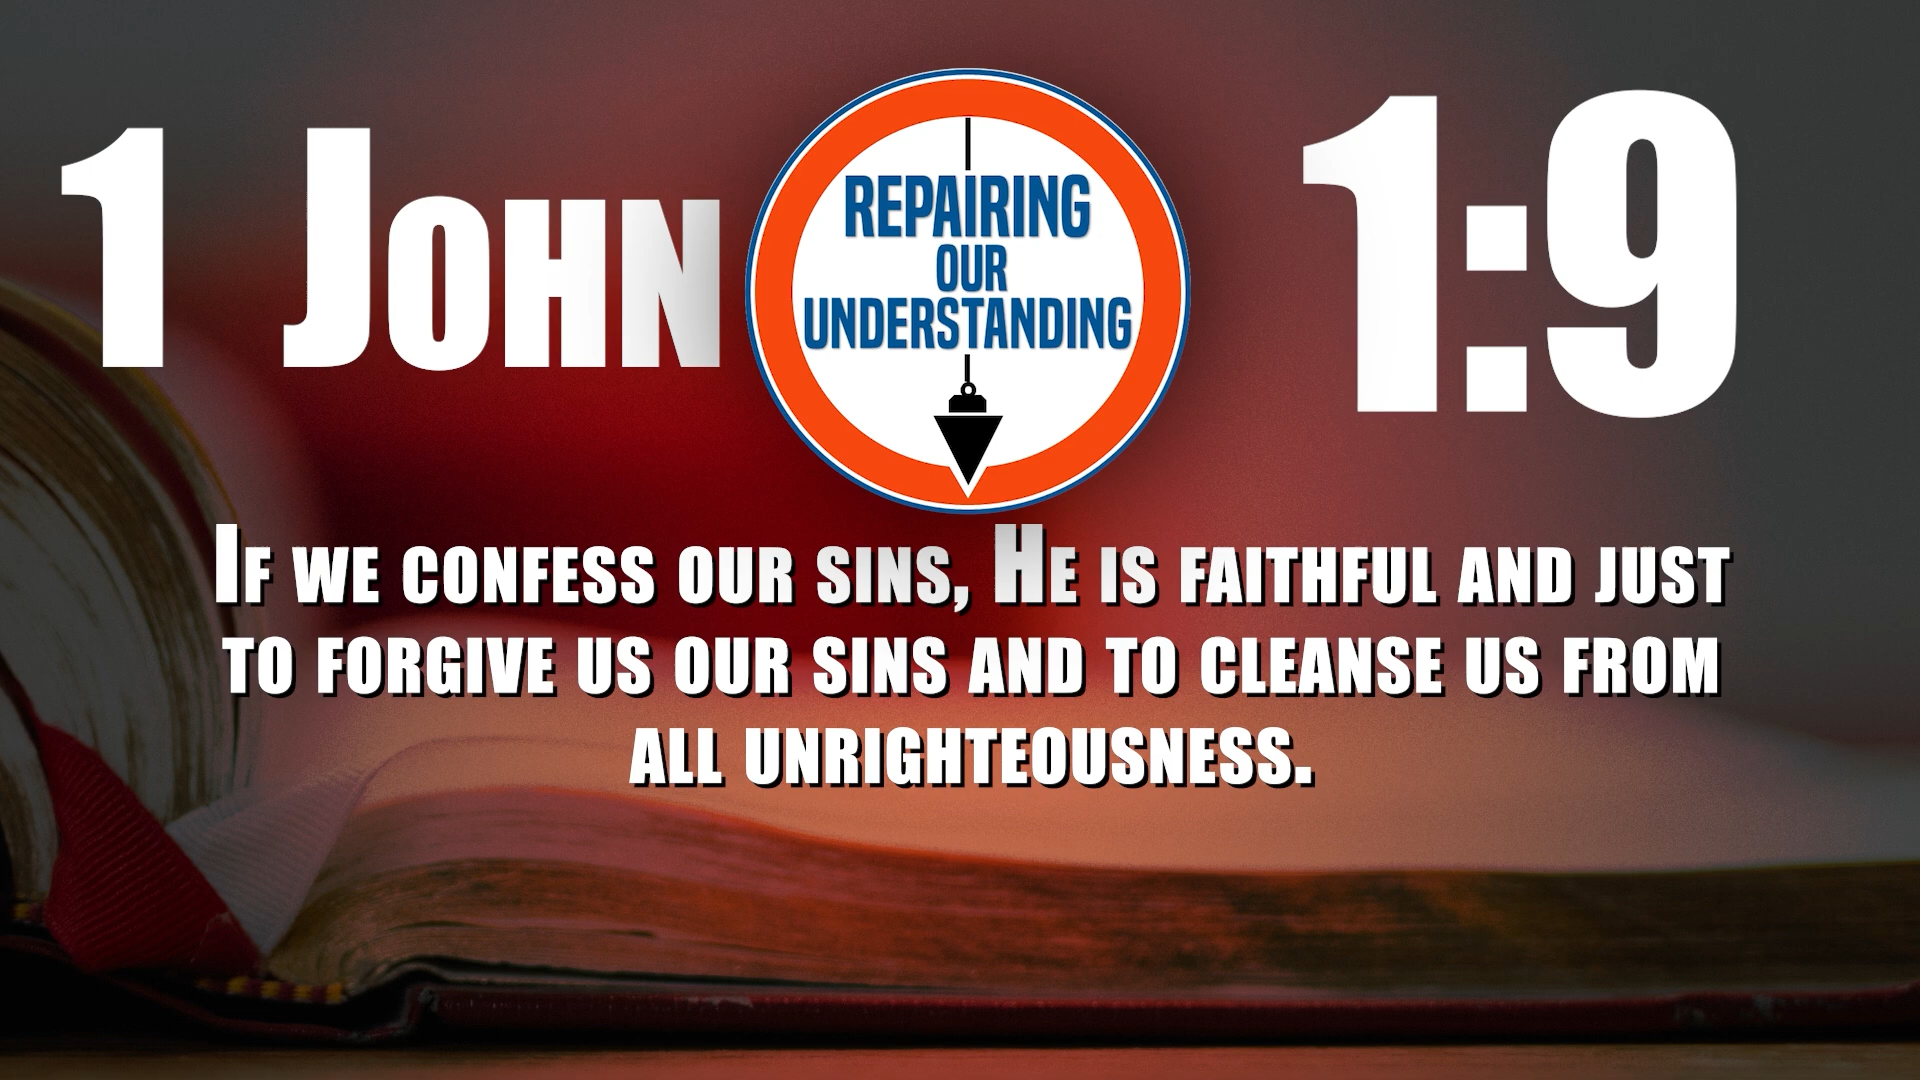 1 John 1:9
REPAIRING
OUR
UNDERSTANDING
If we confess our sins, He is faithful and just
to forgive us our sins and to cleanse us from
all unrighteousness.